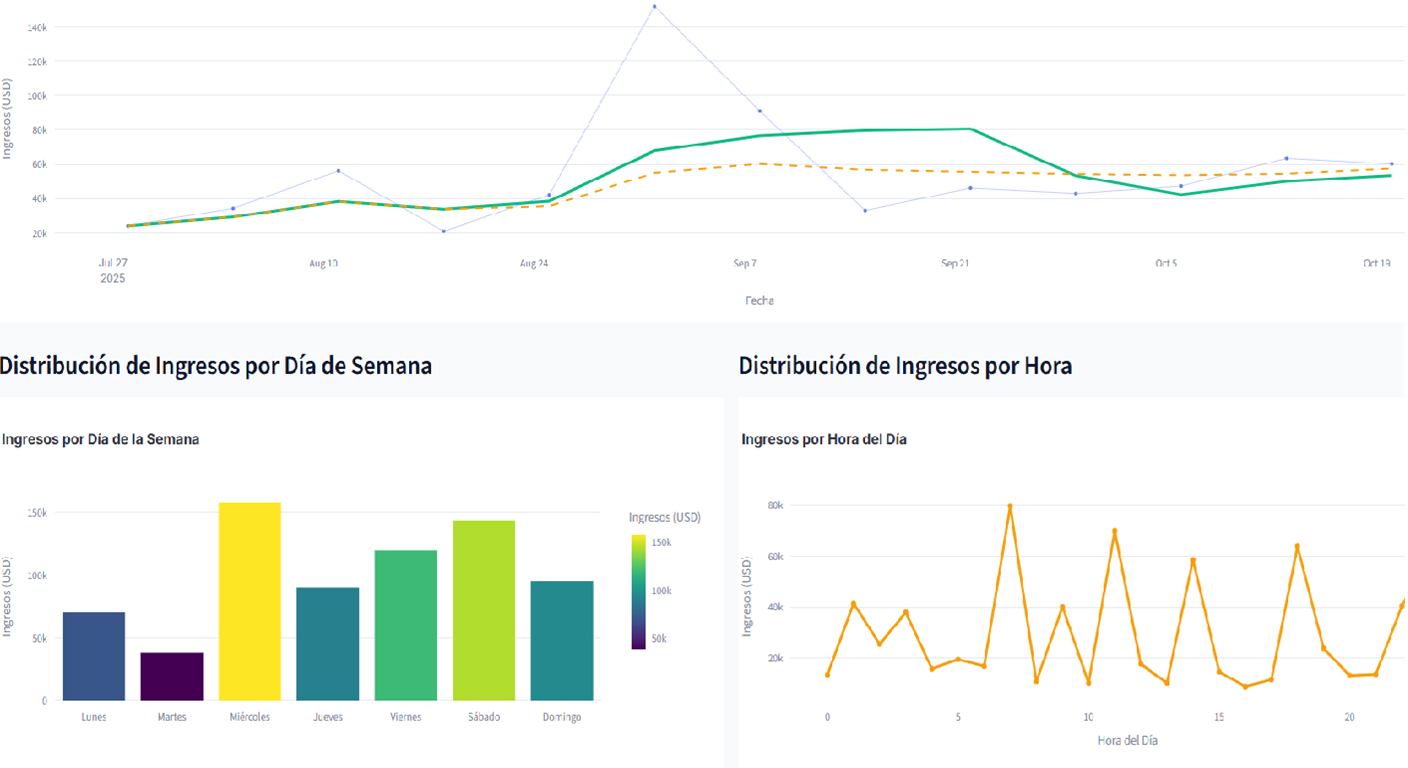 140k
120k
100k
80k
60k
40k
20k
Ingresos (USD)
Jul 27
2025
Aug 10
Aug 24
Sep 7
Sep 21
Oct 5
Oct 19
Fecha
Distribución de Ingresos por Día de Semana
Ingresos por Día de la Semana
150k
100k
50k
0
Ingresos (USD)
Lunes
Martes
Miércoles
Jueves
Viernes
Sábado
Domingo
Ingresos (USD)
150k
100k
50k
Distribución de Ingresos por Hora
Ingresos por Hora del Día
80k
60k
40k
20k
Ingresos (USD)
0
5
10
15
20
Hora del Día